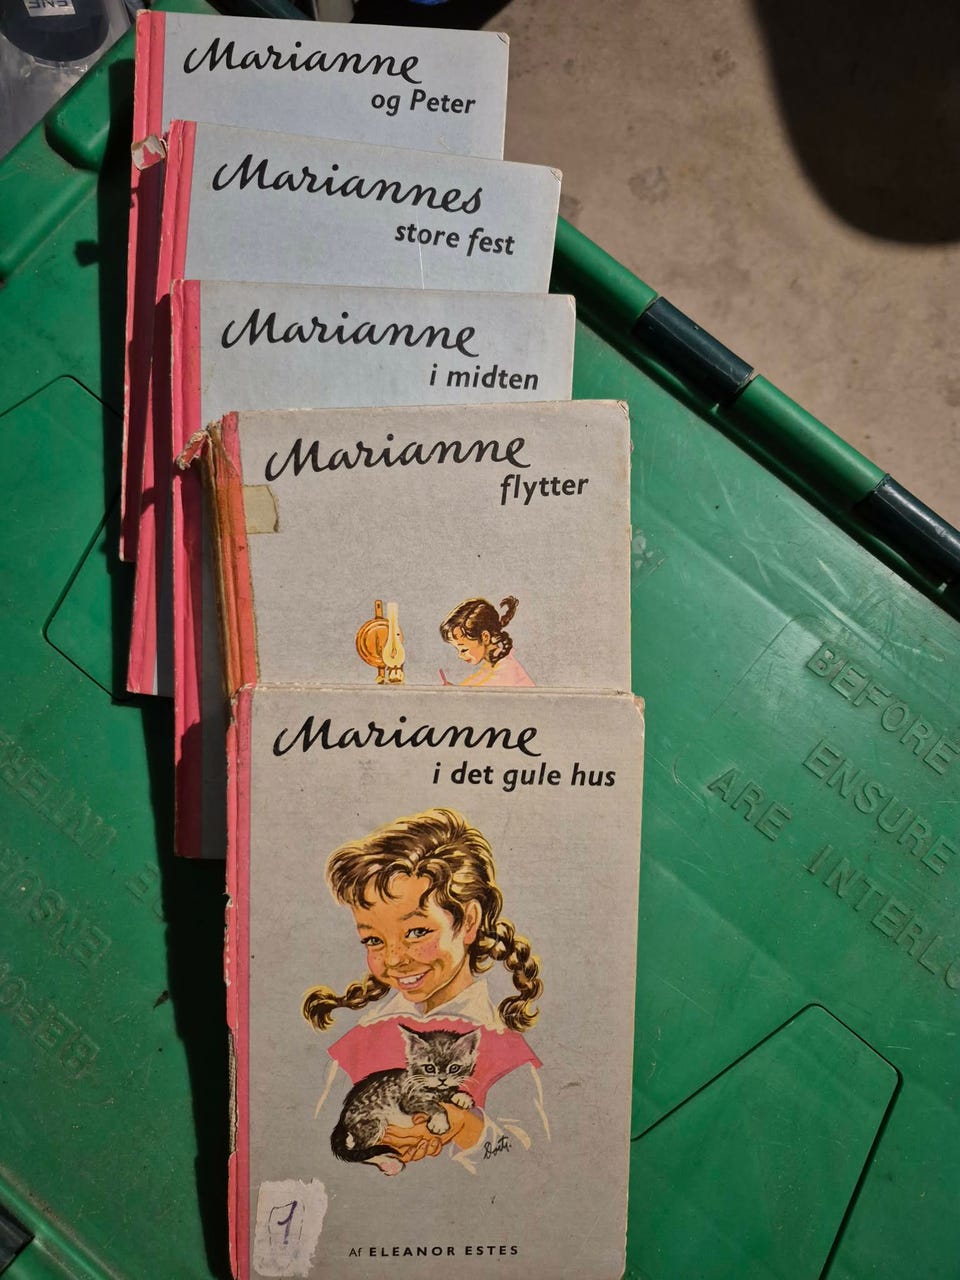 Marianne
og Peter
Mariannes
store fest
Marianne
i midten
Marianne
flytter
Marianne
i det gule hus
1
Af ELEANOR ESTES
BEFORE
ENSURE
ARE INTERLO